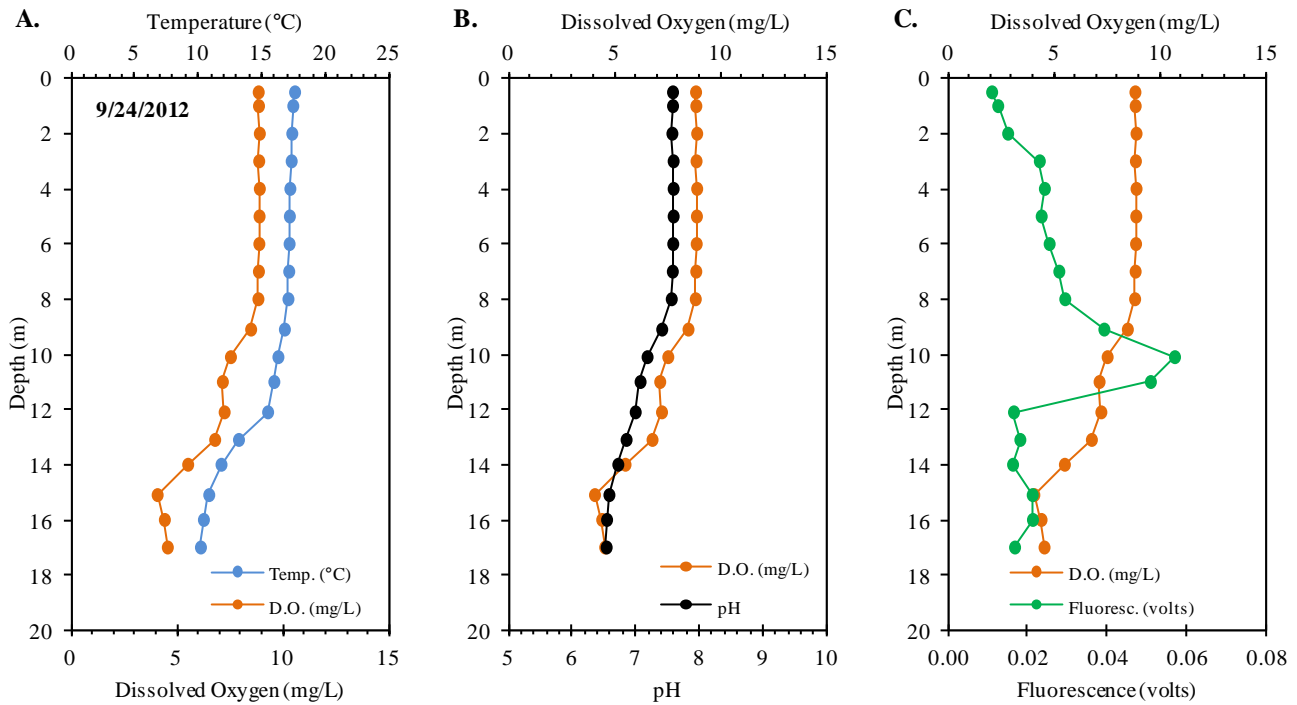 A.
Temperature (°C)
0 5 10 15 20 25
9/24/2012
Depth (m)
0
2
4
6
8
10
12
14
16
18
20
Temp. (°C)
D.O. (mg/L)
0 5 10 15
Dissolved Oxygen (mg/L)
B.
Dissolved Oxygen (mg/L)
0 5 10 15
Depth (m)
0
2
4
6
8
10
12
14
16
18
20
D.O. (mg/L)
pH
5 6 7 8 9 10
pH
C.
Dissolved Oxygen (mg/L)
0 5 10 15
Depth (m)
0
2
4
6
8
10
12
14
16
18
20
D.O. (mg/L)
Fluoresc. (volts)
0.00 0.02 0.04 0.06 0.08
Fluorescence (volts)